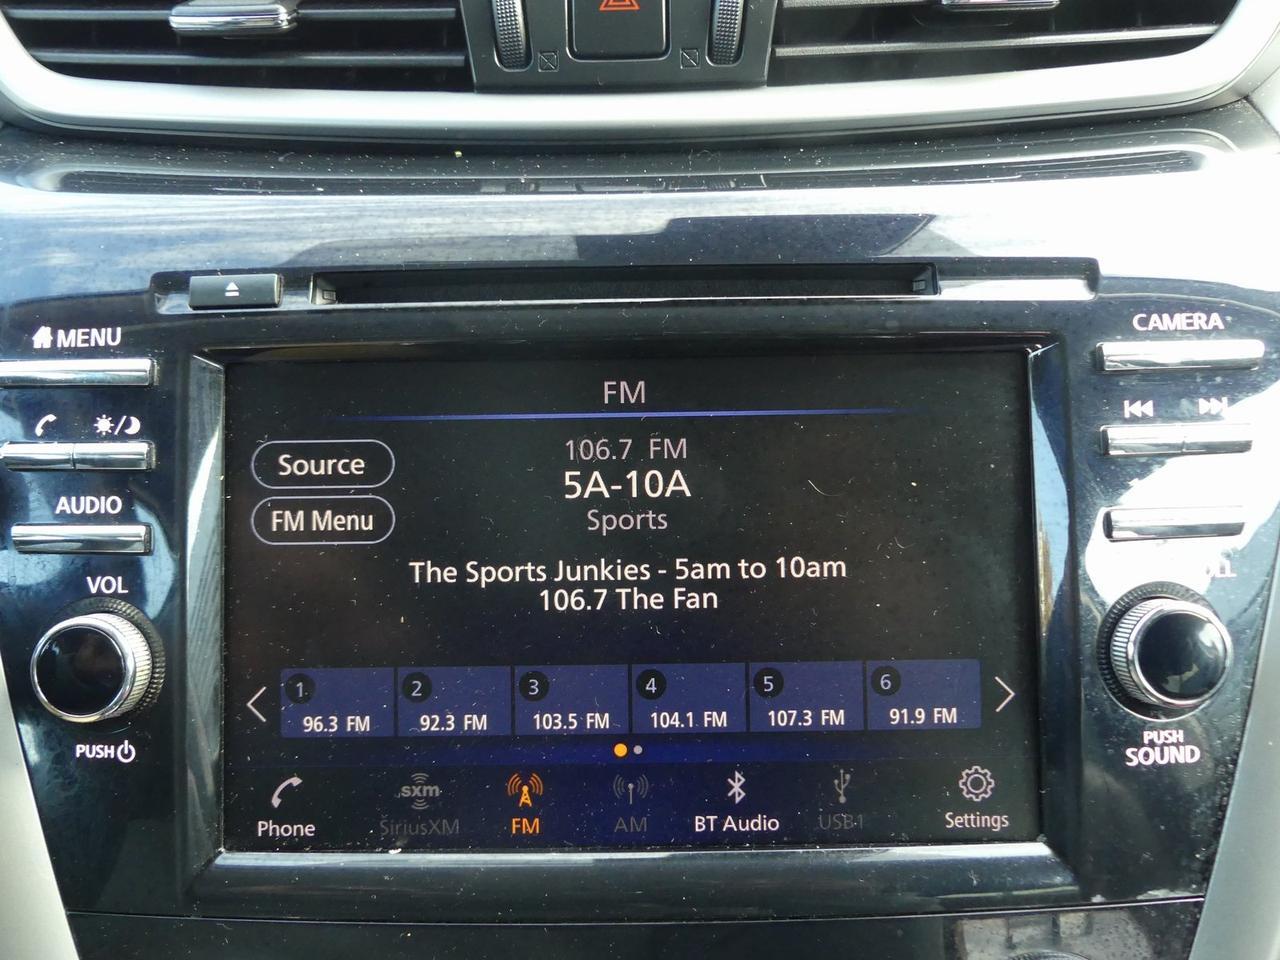 MENU
CAMERA
AUDIO
VOL
PUSH
PUSH
SOUND
FM
Source
FM Menu
106.7 FM
5A-10A
Sports
The Sports Junkies - 5am to 10am
106.7 The Fan
1 2 3 4 5 6
96.3 FM 92.3 FM 103.5 FM 104.1 FM 107.3 FM 91.9 FM
sxm
Phone SiriusXM FM AM BT Audio USB1 Settings